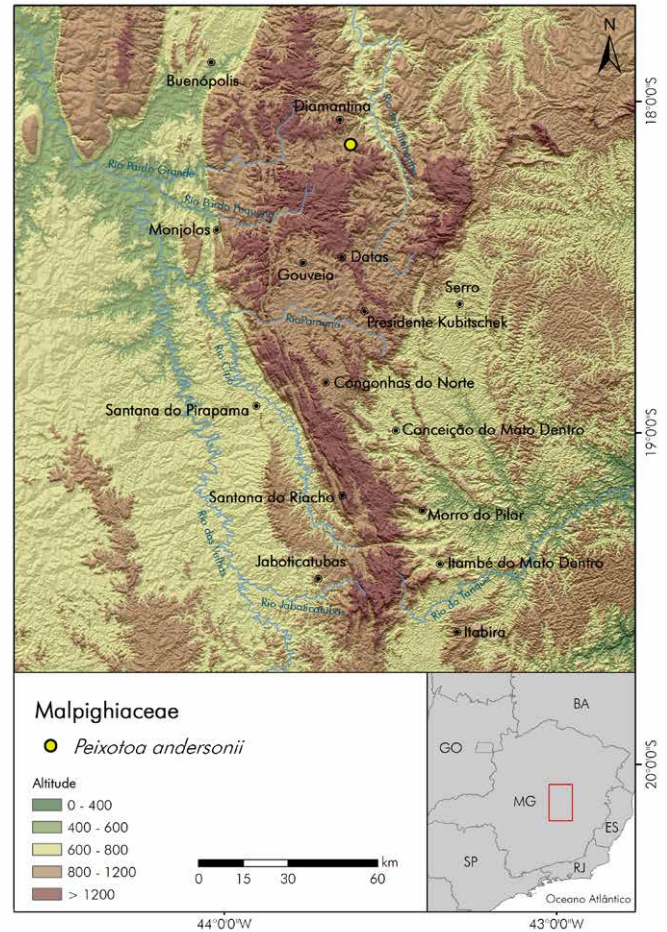 N
Buenópolis
Diamantina
Rio Jequitinhonha
18°0'0"S
Rio Pardo Grande
Rio Pardo Pequeno
Monjolos
Datas
Gouveia
Serro
Rio Paraúna
Presidente Kubitschek
Rio Cipó
Congonhas do Norte
Santana do Pirapama
Conceição do Mato Dentro
19°0'0"S
Santana do Riacho
Morro do Pilar
Rio das Velhas
Jaboticatubas
Itambé do Mato Dentro
Rio Jaboticatubas
Rio do Tanque
Itabira
Malpighiaceae
Peixotoa andersonii
Altitude
0 - 400
400 - 600
600 - 800
800 - 1200
> 1200
km
0 15 30 60
BA
GO
MG
ES
SP
RJ
Oceano Atlântico
20°0'0"S
44°0'0"W
43°0'0"W